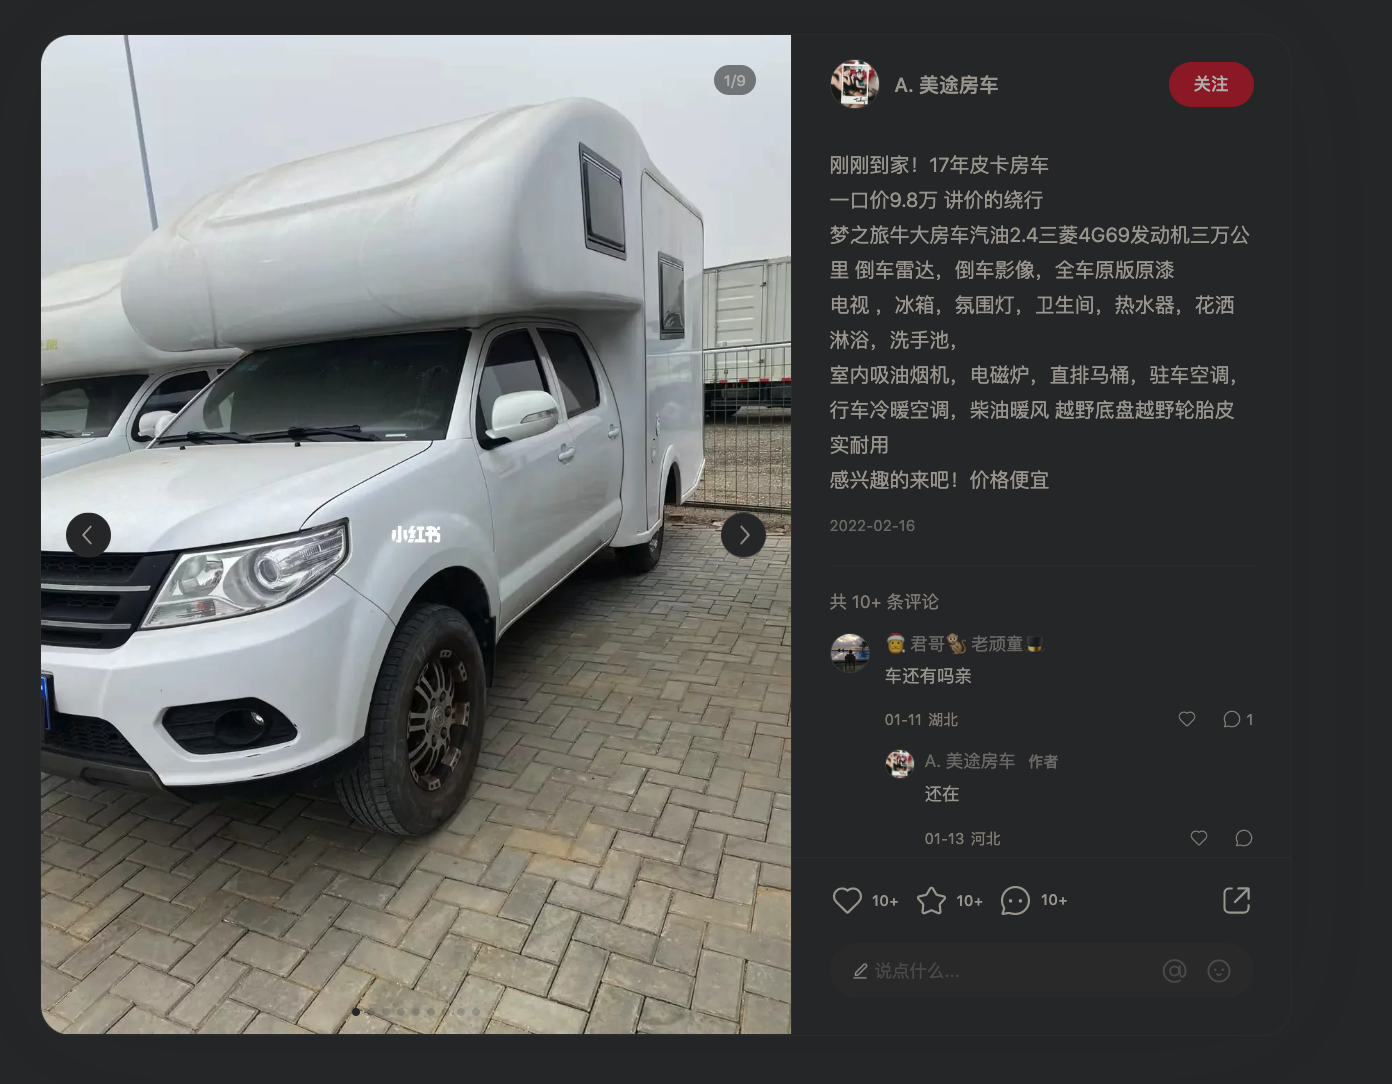 1/9
小红书
A. 美途房车
关注
刚刚到家！17年皮卡房车
一口价9.8万 讲价的绕行
梦之旅牛大房车汽油2.4三菱4G69发动机三万公
里 倒车雷达，倒车影像，全车原版原漆
电视 ，冰箱，氛围灯，卫生间，热水器，花洒
淋浴，洗手池，
室内吸油烟机，电磁炉，直排马桶，驻车空调，
行车冷暖空调，柴油暖风 越野底盘越野轮胎皮
实耐用
感兴趣的来吧！价格便宜
2022-02-16
共 10+ 条评论
🎅君哥🐒老顽童🎩
车还有吗亲
01-11 湖北
1
A. 美途房车 作者
还在
01-13 河北
10+ 10+ 10+
说点什么...